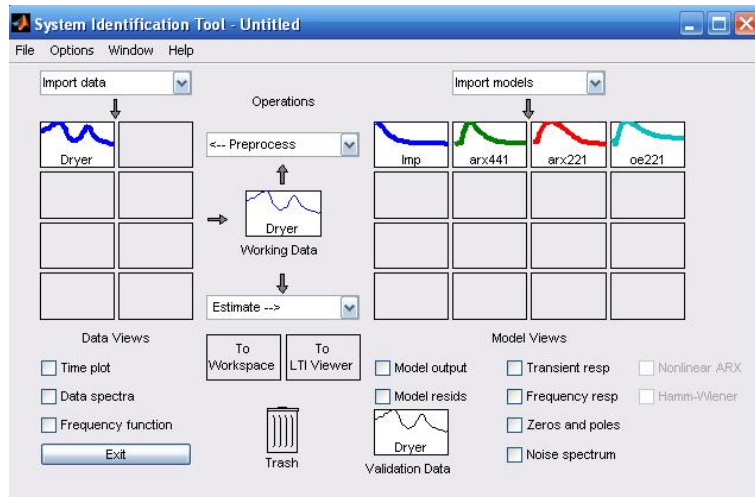 System Identification Tool - Untitled
File Options Window Help
Import data
Operations
Import models
Dryer
<-- Preprocess
Imp
arx441
arx221
oe221
Dryer
Working Data
Estimate -->
Data Views
Time plot
Data spectra
Frequency function
Exit
To
Workspace
To
LTI Viewer
Trash
Model Views
Model output
Model resids
Dryer
Validation Data
Transient resp
Frequency resp
Zeros and poles
Noise spectrum
Nonlinear ARX
Hamm-Wiener